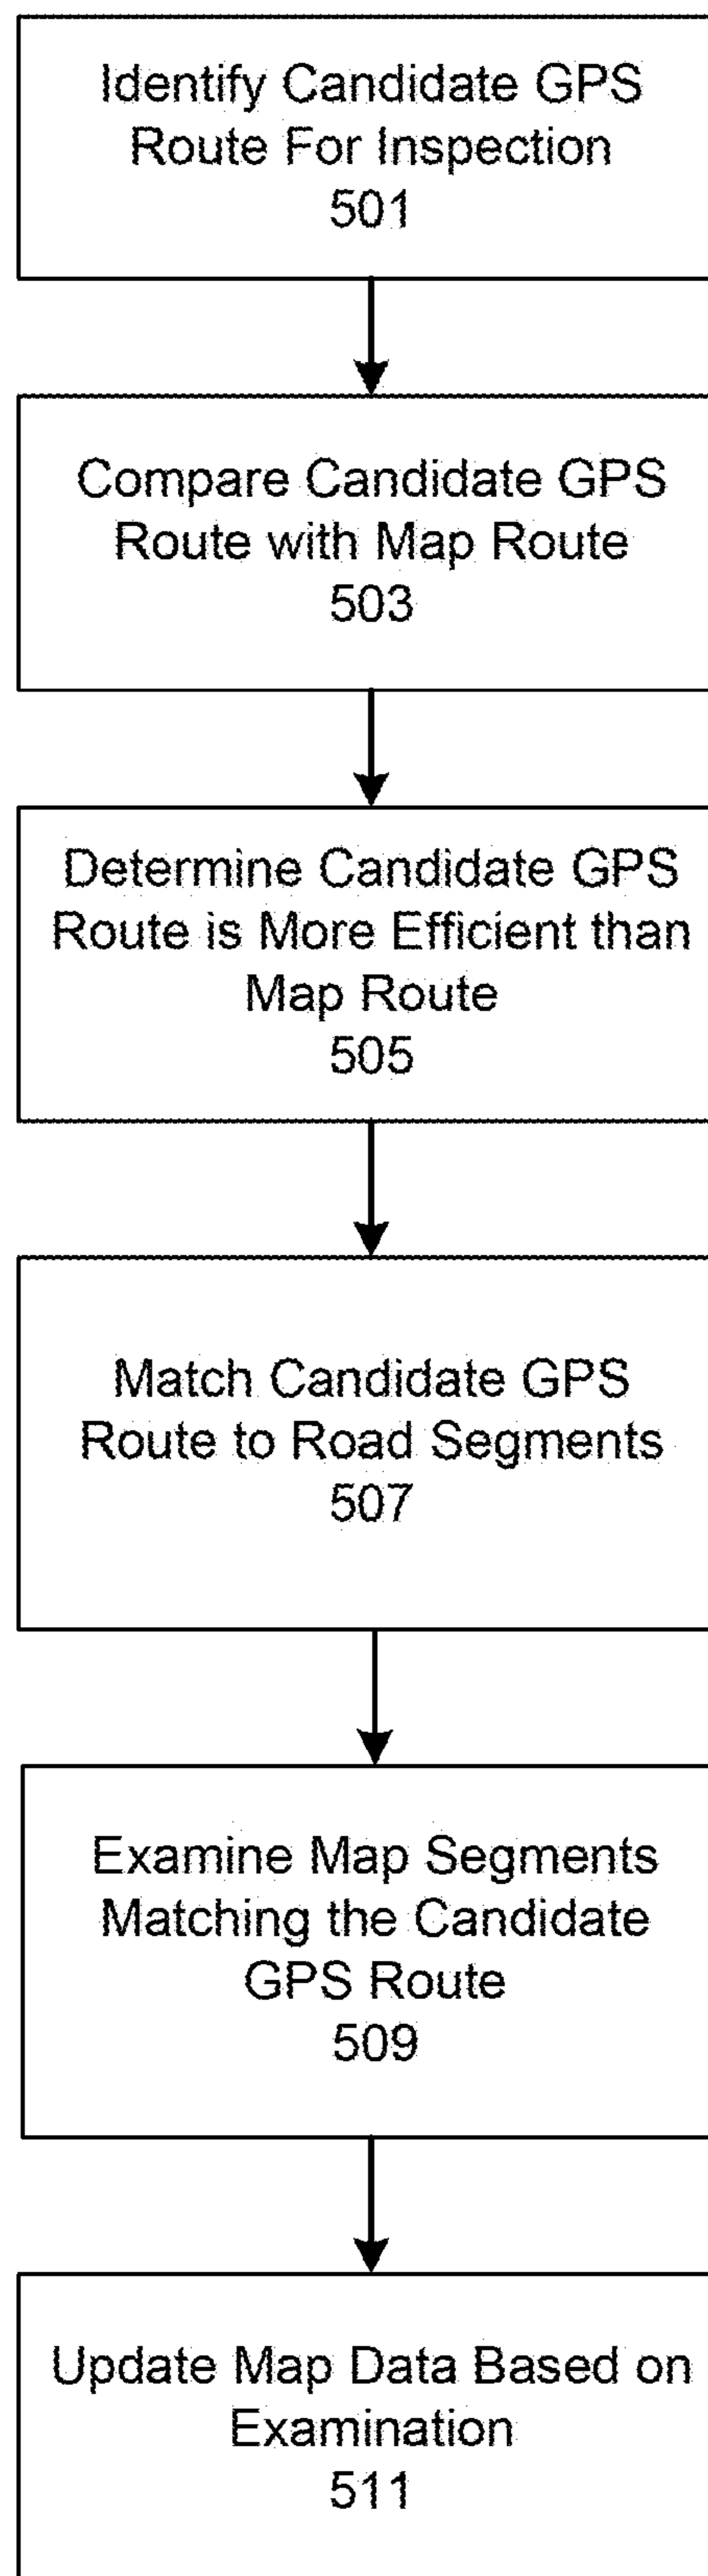 Identify Candidate GPS
Route For Inspection
501
Compare Candidate GPS
Route with Map Route
503
Determine Candidate GPS
Route is More Efficient than
Map Route
505
Match Candidate GPS
Route to Road Segments
507
Examine Map Segments
Matching the Candidate
GPS Route
509
Update Map Data Based on
Examination
511